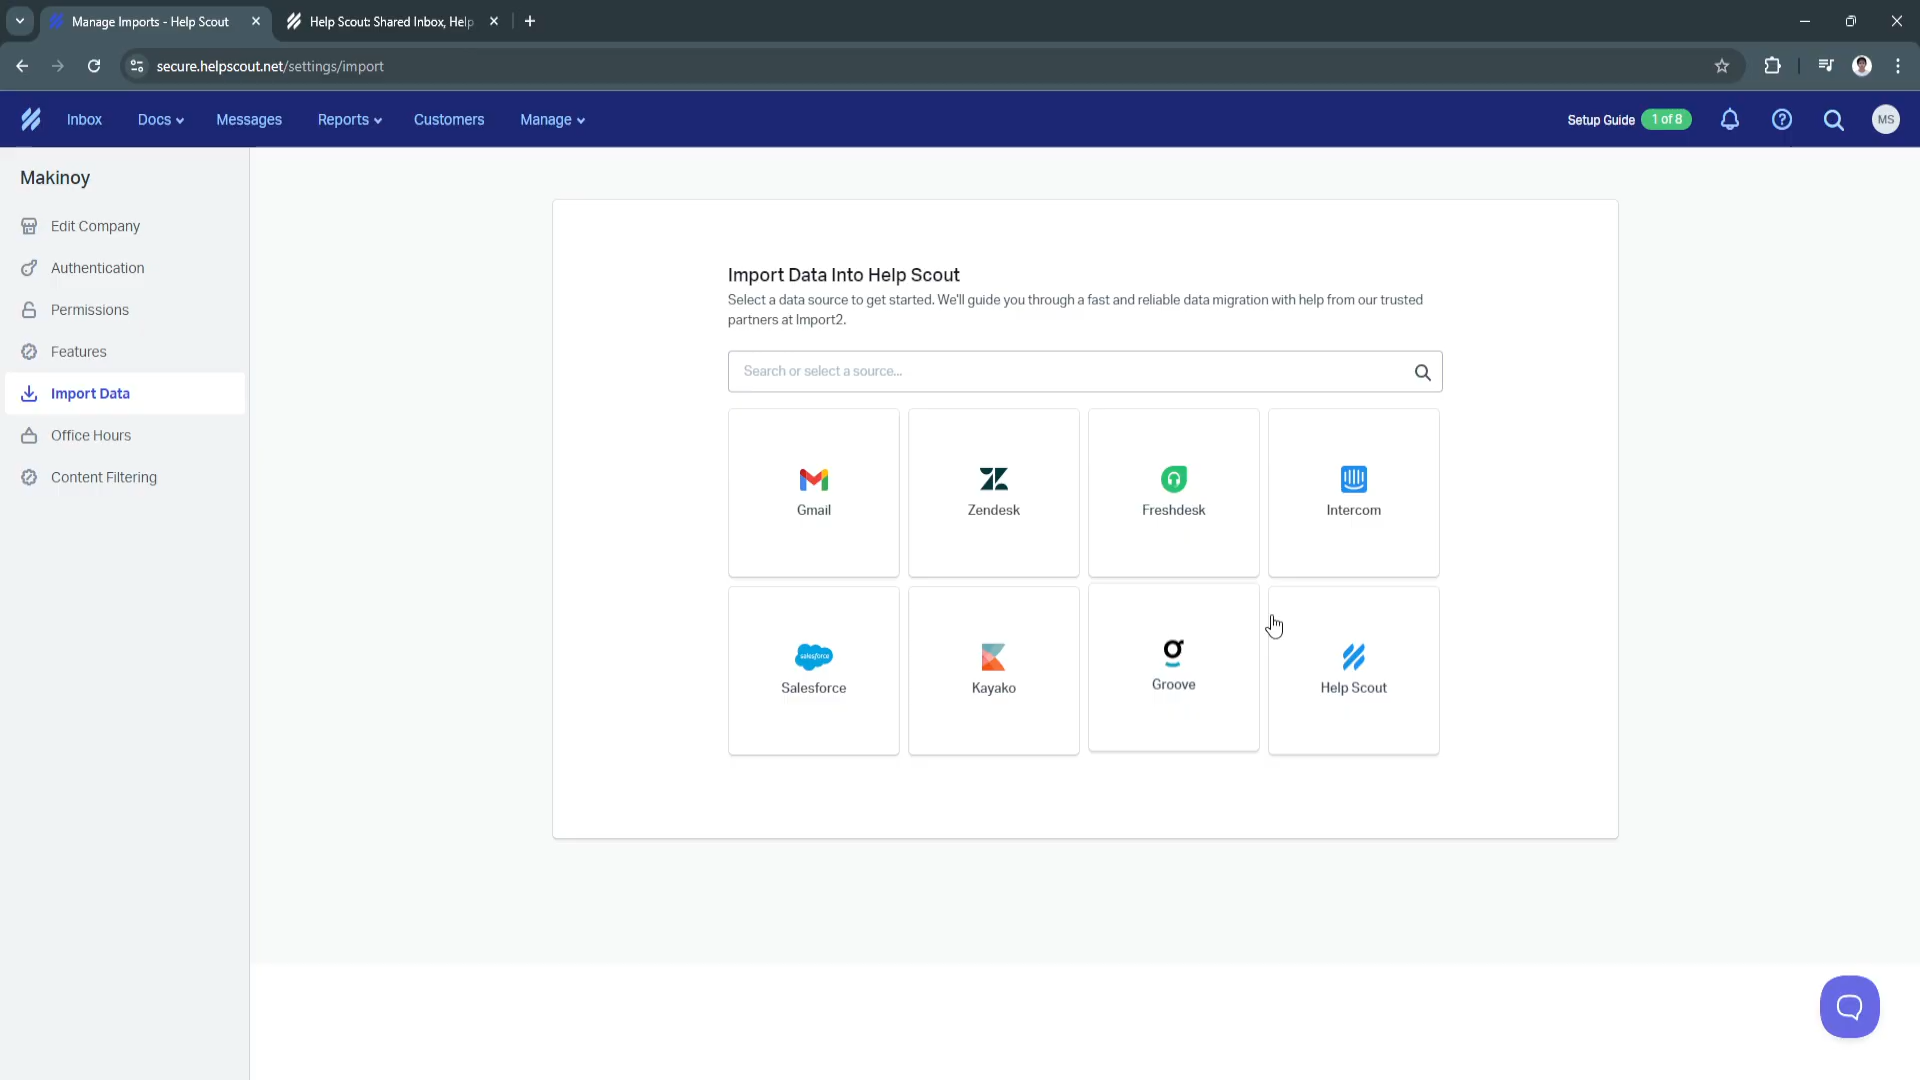 Manage Imports - Help Scout
Help Scout: Shared Inbox, Help
secure.helpscout.net/settings/import
Inbox
Docs
Messages
Reports
Customers
Manage
Setup Guide
1 of 8
MS
Makinoy
Edit Company
Authentication
Permissions
Features
Import Data
Office Hours
Content Filtering
Import Data Into Help Scout
Select a data source to get started. We'll guide you through a fast and reliable data migration with help from our trusted
partners at Import2.
Search or select a source...
Gmail
Zendesk
Freshdesk
Intercom
salesforce
Salesforce
Kayako
Groove
Help Scout